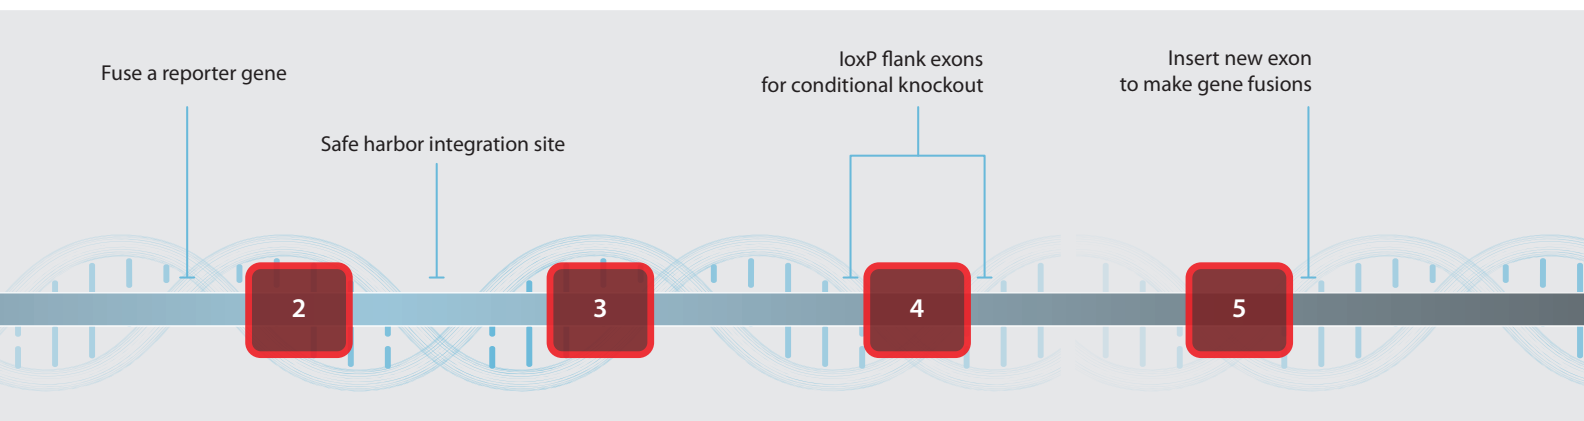 Fuse a reporter gene
Safe harbor integration site
loxP flank exons
for conditional knockout
Insert new exon
to make gene fusions
2
3
4
5